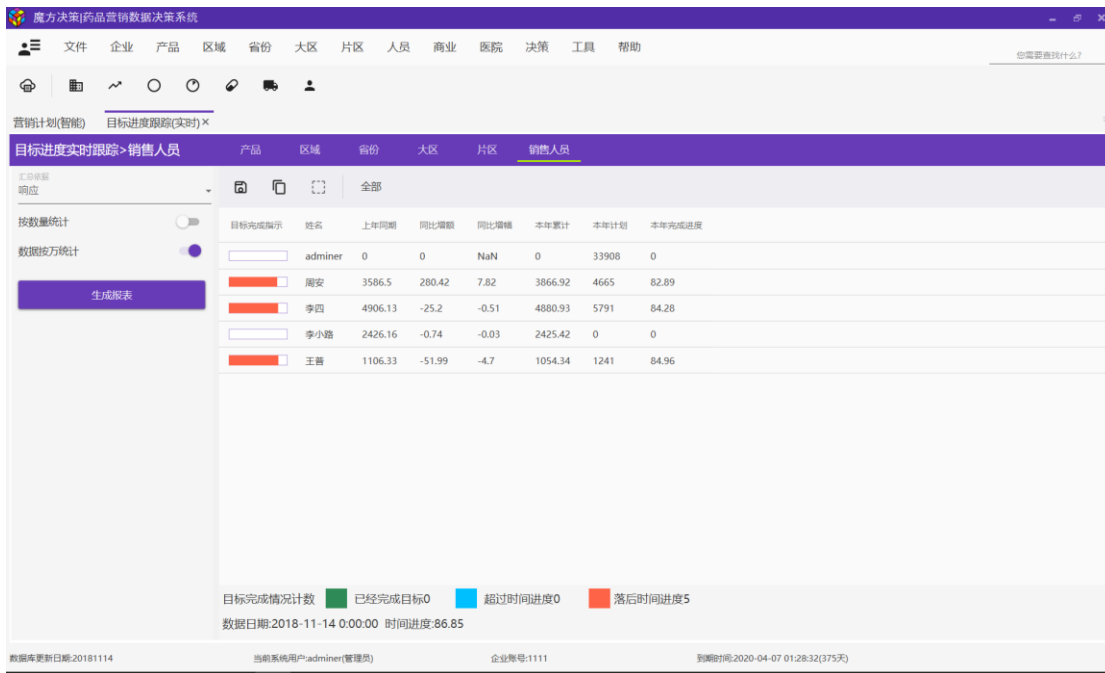 魔方决策|药品营销数据决策系统
文件 企业 产品 区域 省份 大区 片区 人员 商业 医院 决策 工具 帮助
您需要查找什么?
营销计划(智能) 目标进度跟踪(实时)×
目标进度实时跟踪>销售人员 产品 区域 省份 大区 片区 销售人员
汇总依据
响应
全部
按数量统计
数据按万统计
生成报表
目标完成指示 姓名 上年同期 同比增额 同比增幅 本年累计 本年计划 本年完成进度
adminer 0 0 NaN 0 33908 0
周安 3586.5 280.42 7.82 3866.92 4665 82.89
李四 4906.13 -25.2 -0.51 4880.93 5791 84.28
李小路 2426.16 -0.74 -0.03 2425.42 0 0
王普 1106.33 -51.99 -4.7 1054.34 1241 84.96
目标完成情况计数 已经完成目标0 超过时间进度0 落后时间进度5
数据日期:2018-11-14 0:00:00 时间进度:86.85
数据库更新日期:20181114 当前系统用户:adminer(管理员) 企业账号:1111 到期时间:2020-04-07 01:28:32(375天)